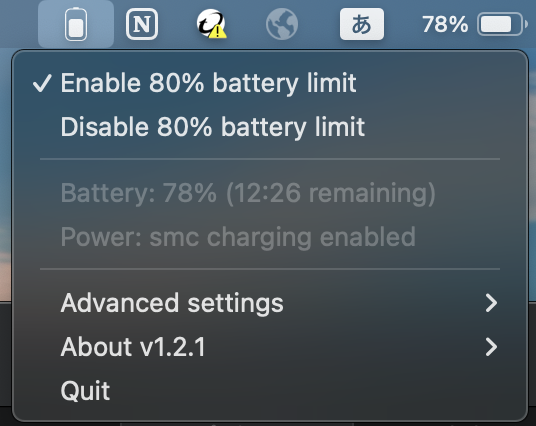 N
あ
78%
Enable 80% battery limit
Disable 80% battery limit
Battery: 78% (12:26 remaining)
Power: smc charging enabled
Advanced settings
About v1.2.1
Quit